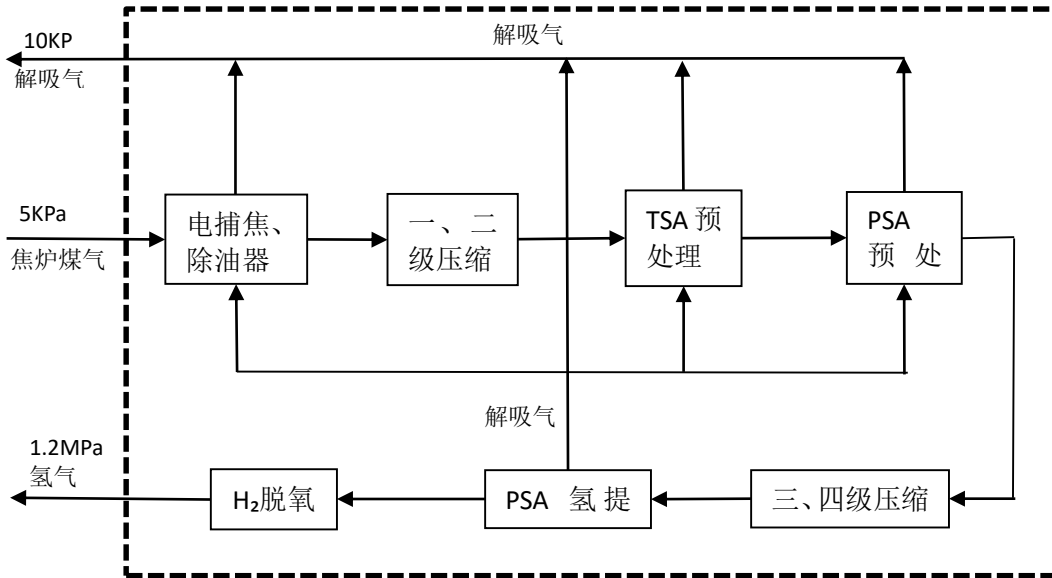 10KP
解吸气
解吸气
5KPa
焦炉煤气
电捕焦、
除油器
一、二
级压缩
TSA 预
处理
PSA
预 处
解吸气
1.2MPa
氢气
H₂脱氧
PSA 氢提
三、四级压缩